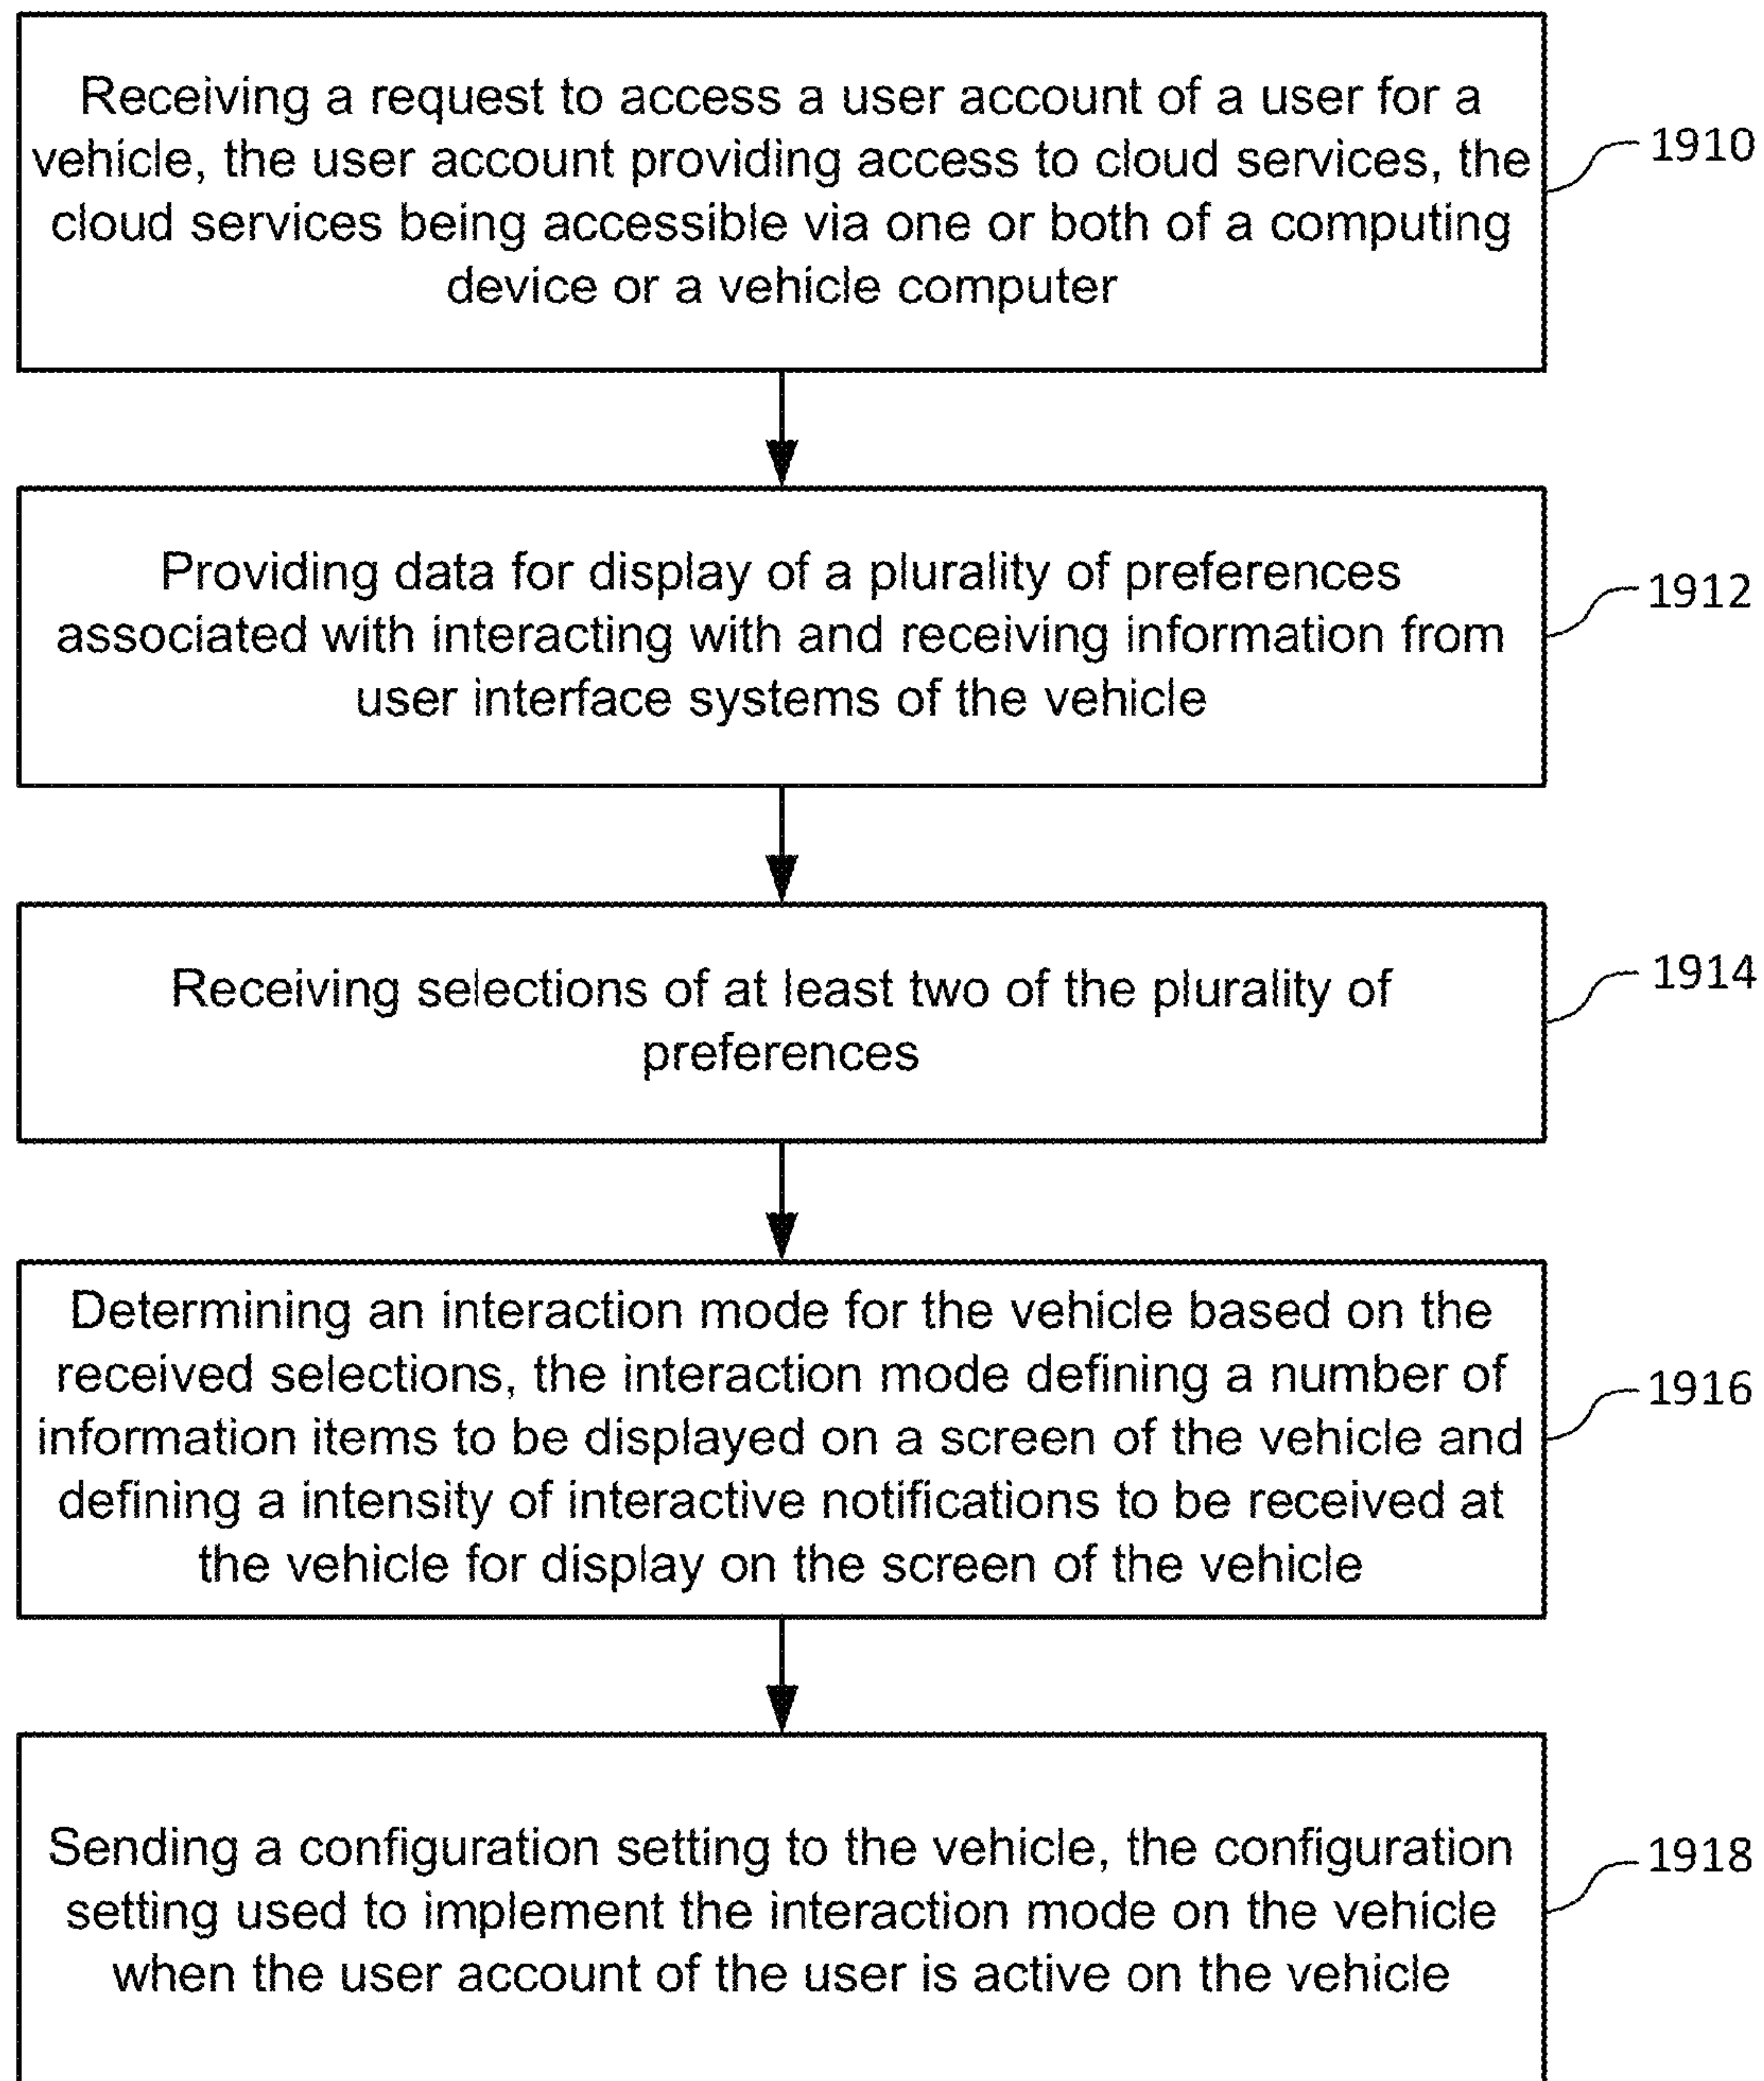 Receiving a request to access a user account of a user for a
vehicle, the user account providing access to cloud services, the
cloud services being accessible via one or both of a computing
device or a vehicle computer
1910
Providing data for display of a plurality of preferences
associated with interacting with and receiving information from
user interface systems of the vehicle
1912
Receiving selections of at least two of the plurality of
preferences
1914
Determining an interaction mode for the vehicle based on the
received selections, the interaction mode defining a number of
information items to be displayed on a screen of the vehicle and
defining a intensity of interactive notifications to be received at
the vehicle for display on the screen of the vehicle
1916
Sending a configuration setting to the vehicle, the configuration
setting used to implement the interaction mode on the vehicle
when the user account of the user is active on the vehicle
1918